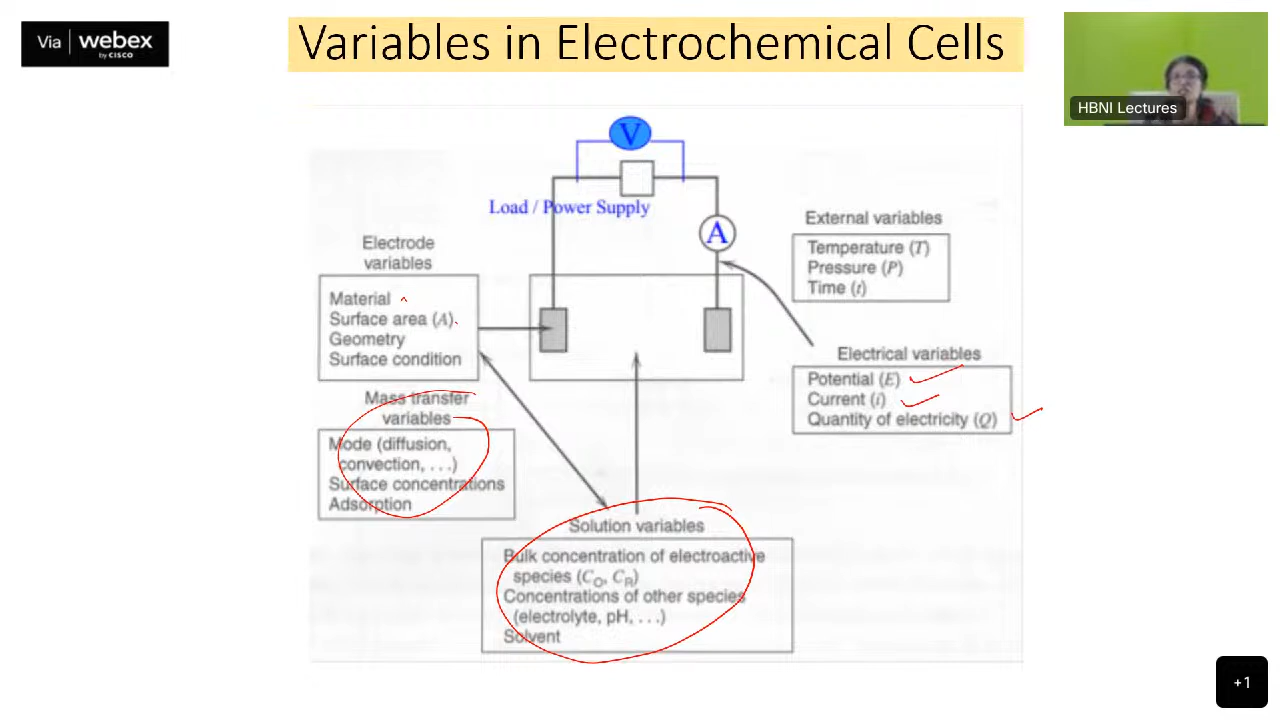 Via webex
by CISCO
Variables in Electrochemical Cells
HBNI Lectures
V
Load / Power Supply
A
External variables
Temperature (T)
Pressure (P)
Time (t)
Electrode
variables
Material
Surface area (A)
Geometry
Surface condition
Electrical variables
Potential (E)
Current (i)
Quantity of electricity (Q)
Mass transfer
variables
Mode (diffusion,
convection, . . .)
Surface concentrations
Adsorption
Solution variables
Bulk concentration of electroactive
species (CO, CR)
Concentrations of other species
(electrolyte, pH, . . .)
Solvent
+1